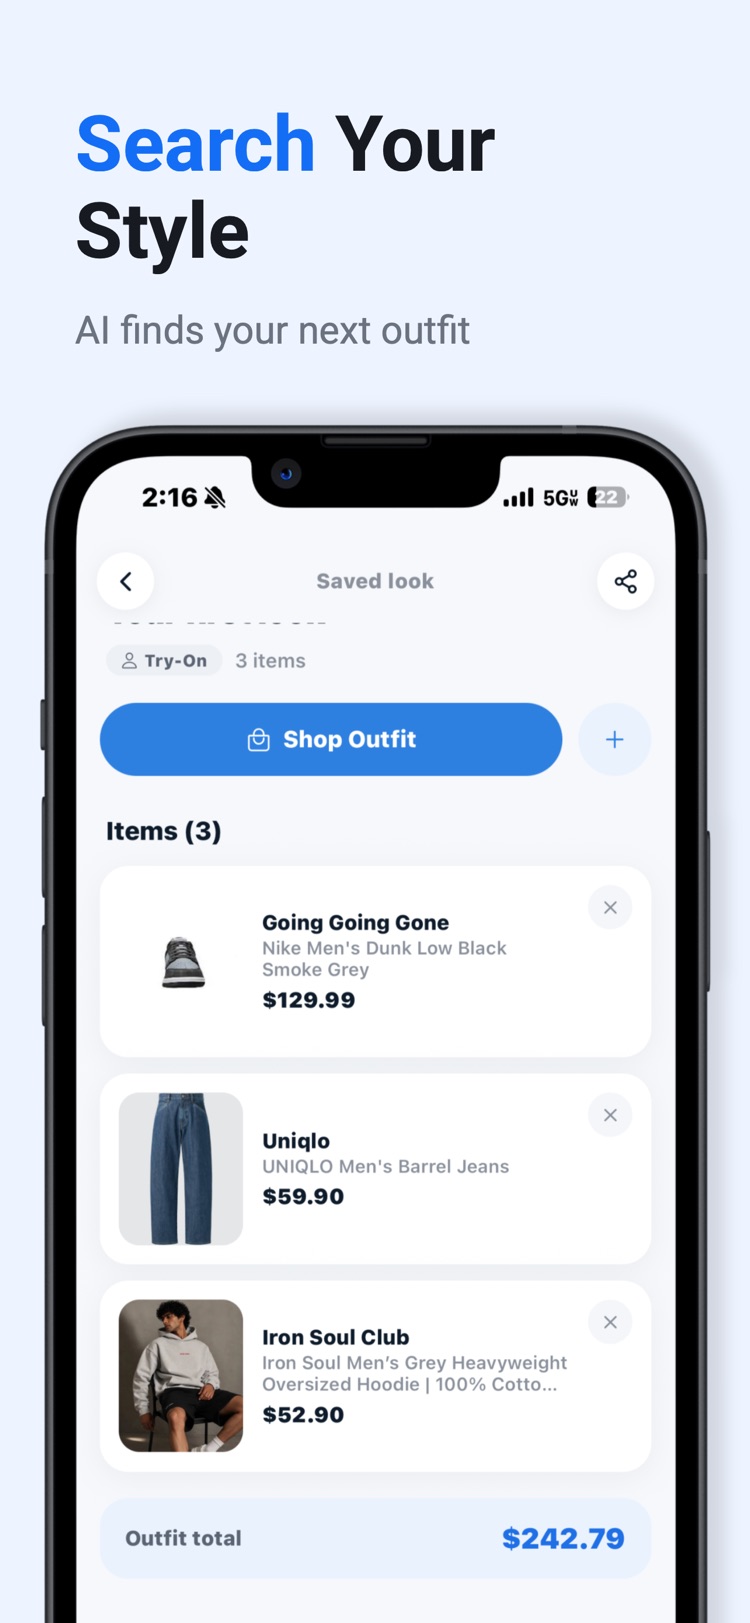 Search Your
Style
AI finds your next outfit
2:16
5GUW
22
Saved look
Try-On
3 items
Shop Outfit
+
Items (3)
Going Going Gone
Nike Men's Dunk Low Black
Smoke Grey
$129.99
Uniqlo
UNIQLO Men's Barrel Jeans
$59.90
Iron Soul Club
Iron Soul Men’s Grey Heavyweight
Oversized Hoodie | 100% Cotto...
$52.90
Outfit total
$242.79